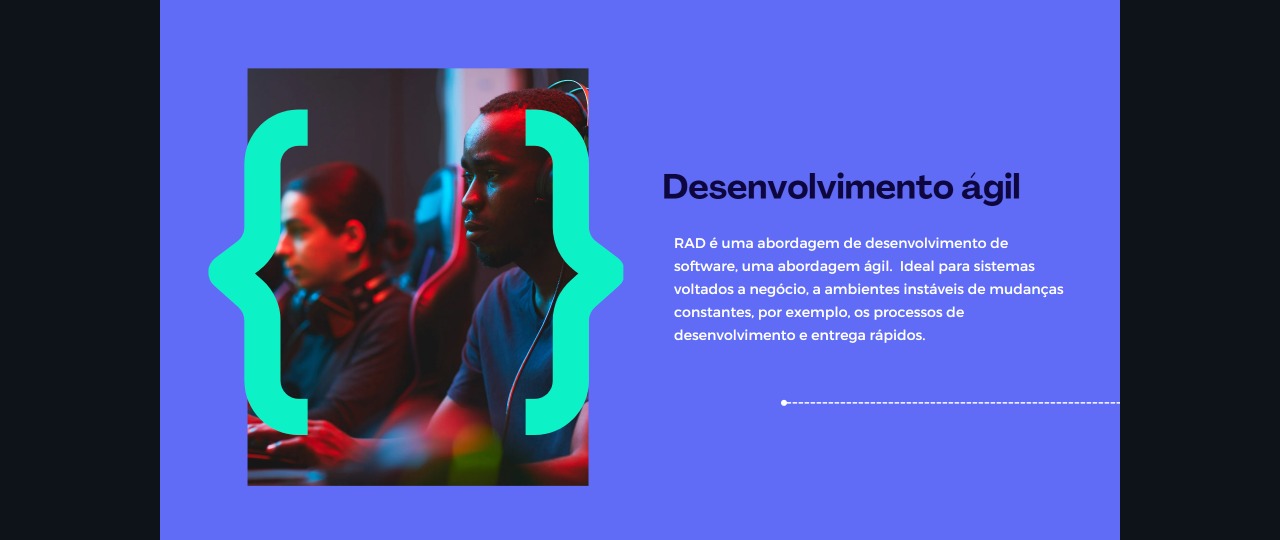 Desenvolvimento ágil
RAD é uma abordagem de desenvolvimento de
software, uma abordagem ágil.  Ideal para sistemas
voltados a negócio, a ambientes instáveis de mudanças
constantes, por exemplo, os processos de
desenvolvimento e entrega rápidos.